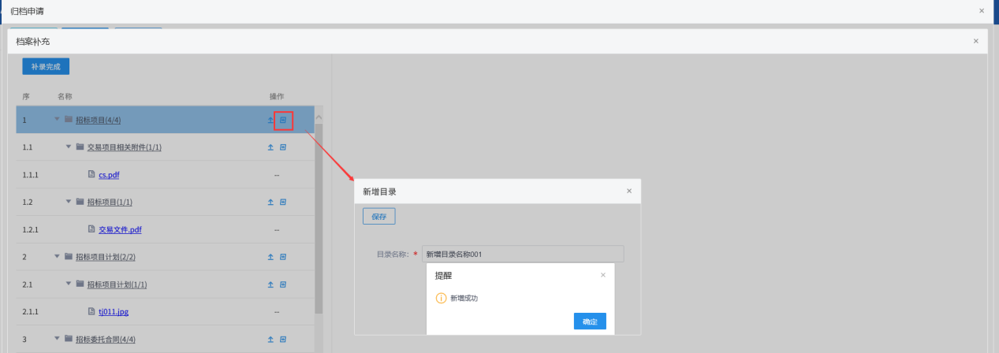 归档申请 ×
档案补充 ×
补录完成
序 名称 操作
1 招标项目(4/4)
1.1 交易项目相关附件(1/1)
1.1.1 cs.pdf --
1.2 招标项目(1/1)
1.2.1 交易文件.pdf --
2 招标项目计划(2/2)
2.1 招标项目计划(1/1)
2.1.1 tj011.jpg --
3 招标委托合同(4/4)
新增目录 ×
保存
目录名称: * 新增目录名称001
提醒 ×
新增成功
确定